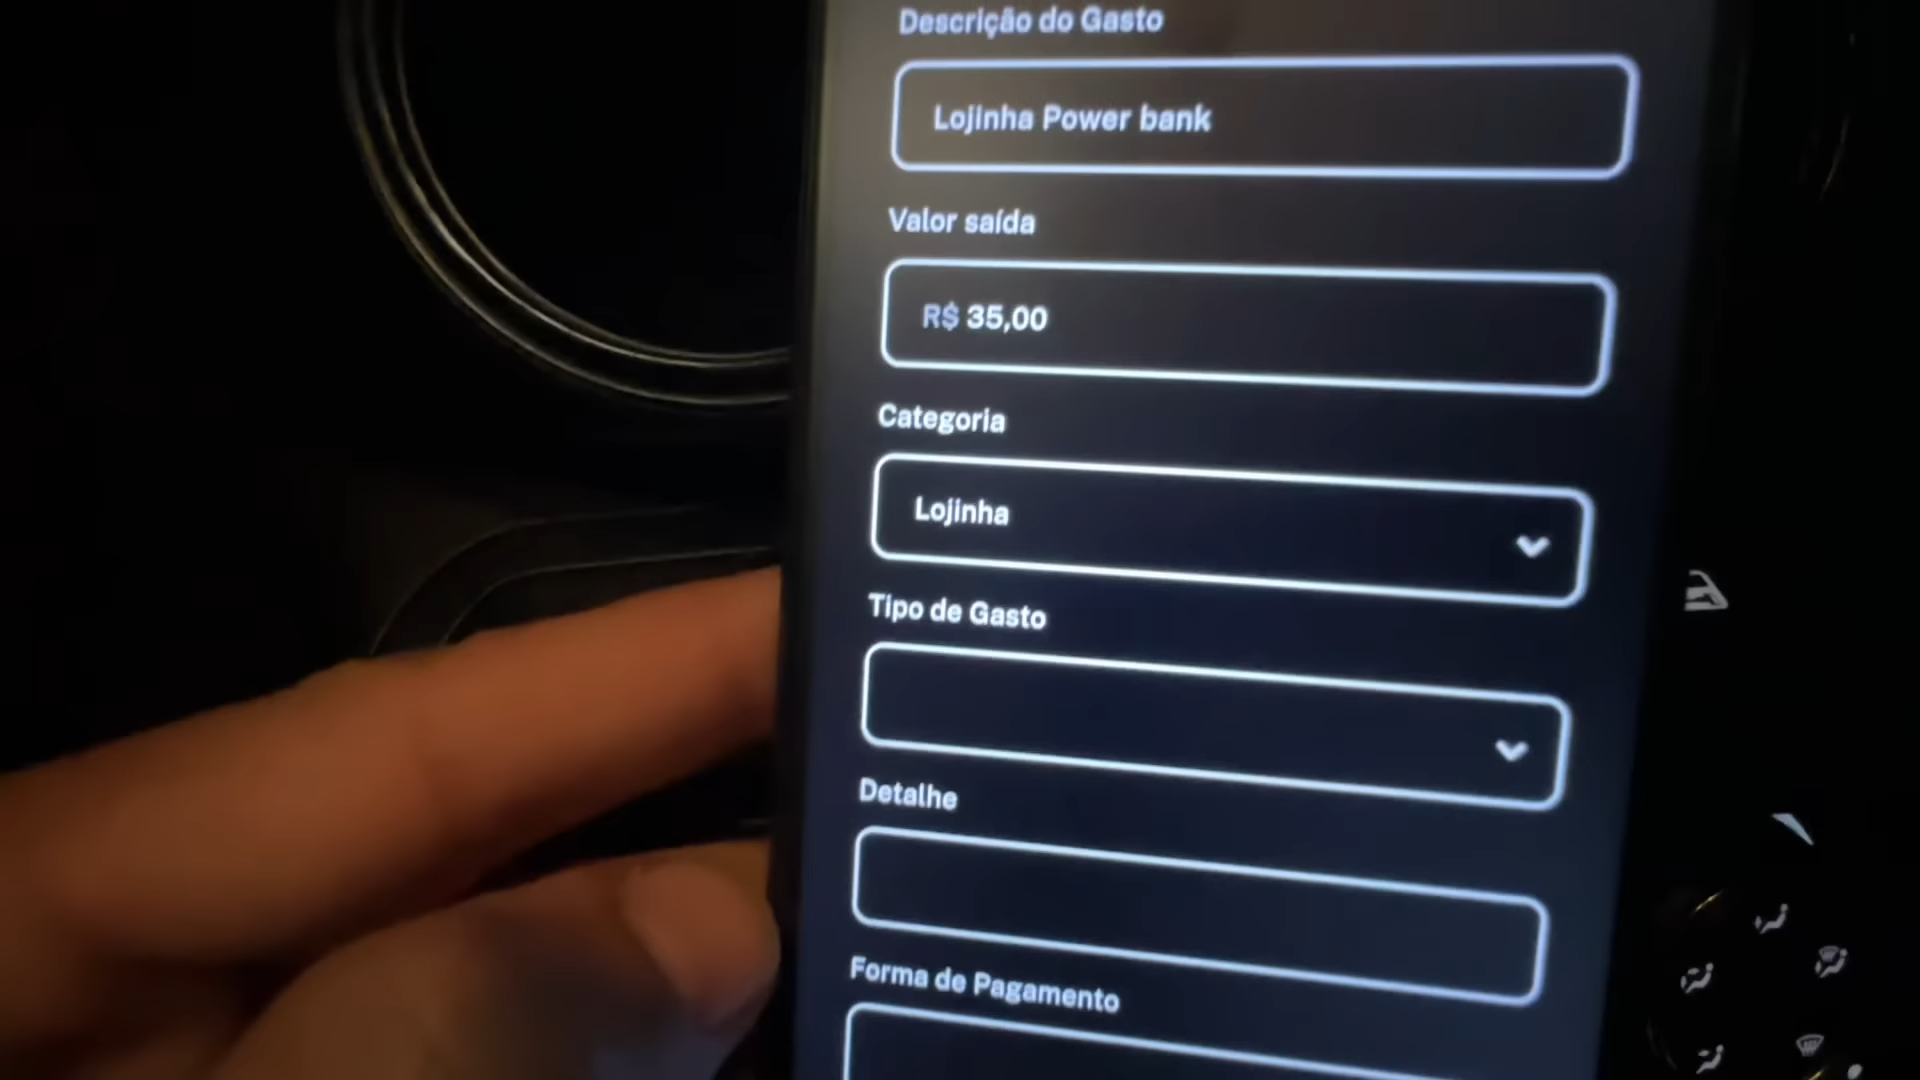 Descrição do Gasto
Lojinha Power bank
Valor saída
R$ 35,00
Categoria
Lojinha
Tipo de Gasto
Detalhe
Forma de Pagamento